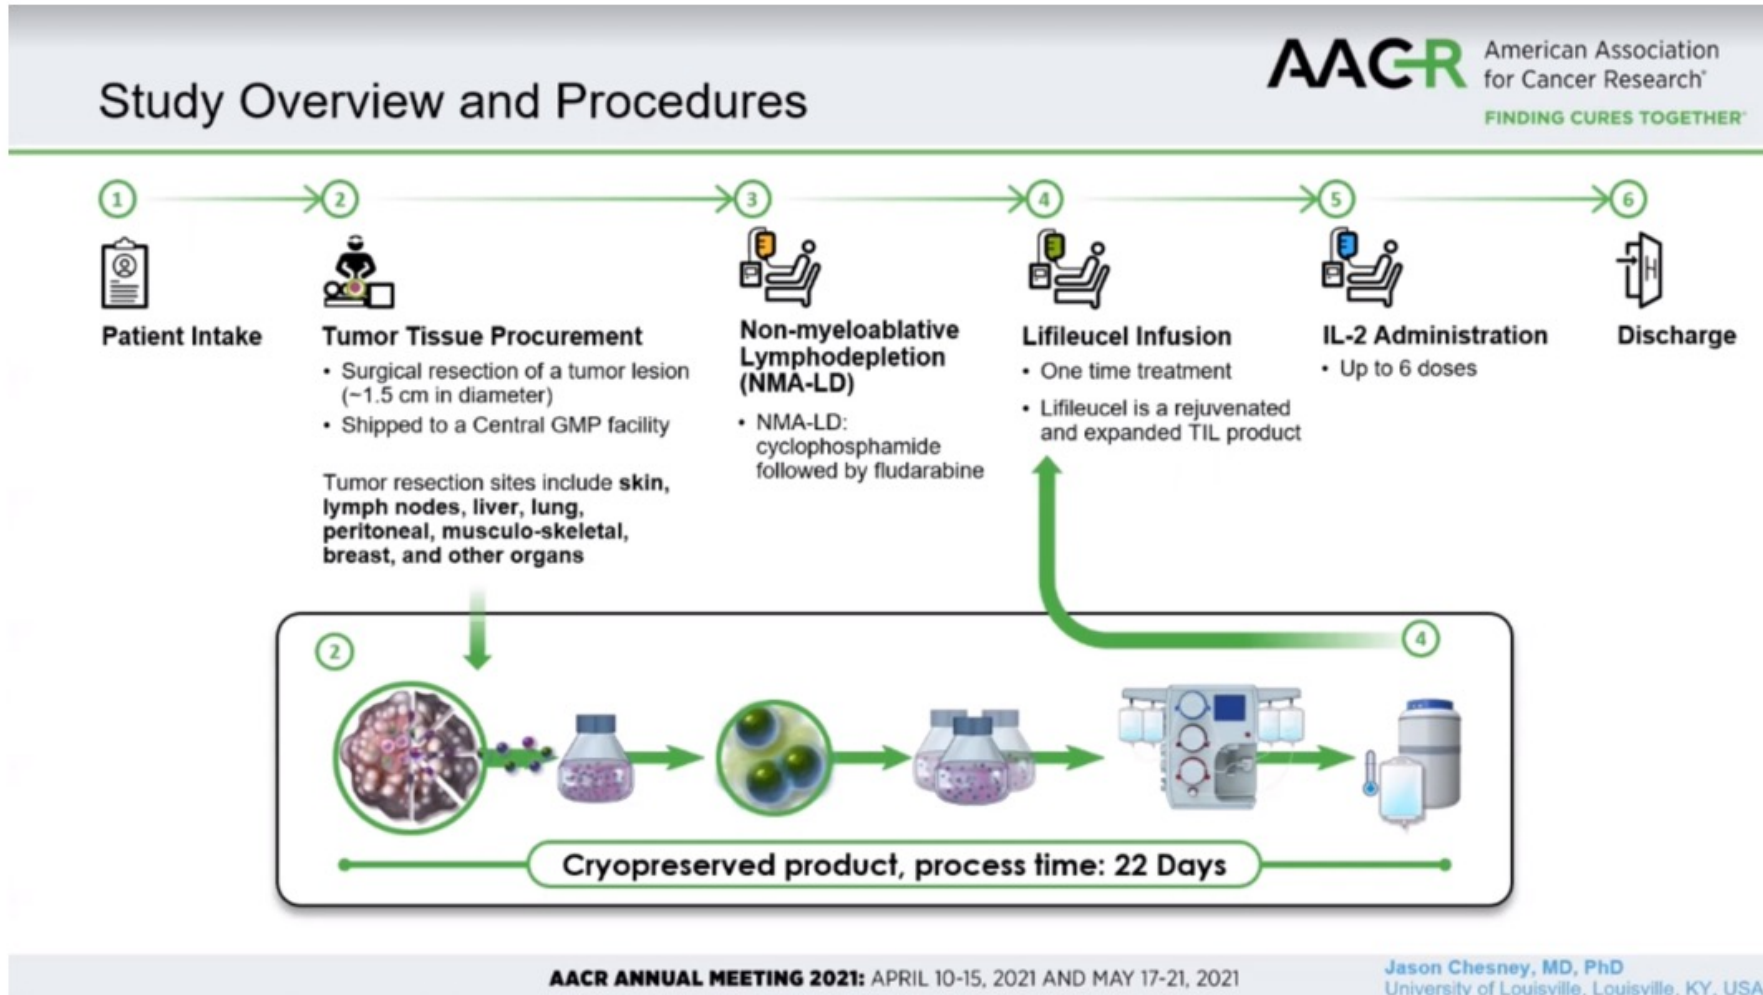 Study Overview and Procedures
AACR
American Association
for Cancer Research®
FINDING CURES TOGETHER®
1
2
3
4
5
6
Patient Intake
Tumor Tissue Procurement
• Surgical resection of a tumor lesion
(~1.5 cm in diameter)
• Shipped to a Central GMP facility
Tumor resection sites include skin,
lymph nodes, liver, lung,
peritoneal, musculo-skeletal,
breast, and other organs
Non-myeloablative
Lymphodepletion
(NMA-LD)
• NMA-LD:
cyclophosphamide
followed by fludarabine
Lifileucel Infusion
• One time treatment
• Lifileucel is a rejuvenated
and expanded TIL product
IL-2 Administration
• Up to 6 doses
H
Discharge
2
4
Cryopreserved product, process time: 22 Days
AACR ANNUAL MEETING 2021: APRIL 10-15, 2021 AND MAY 17-21, 2021
Jason Chesney, MD, PhD
University of Louisville, Louisville, KY, USA